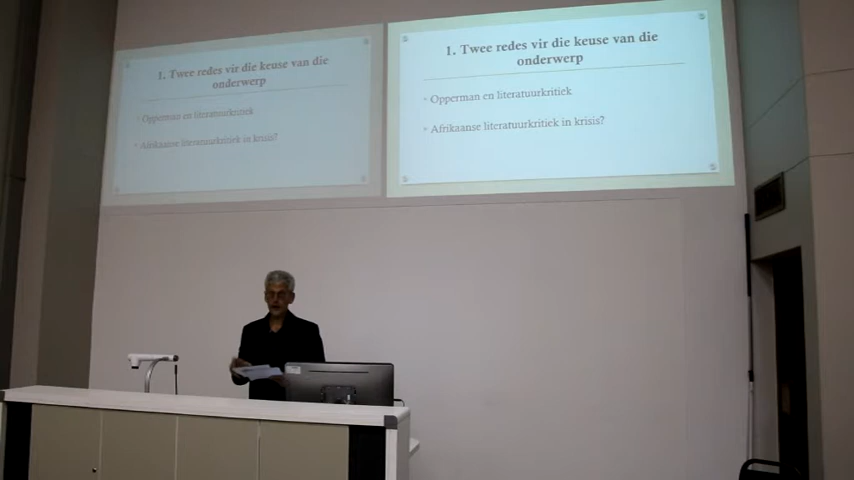 1. Twee redes vir die keuse van die
onderwerp
Opperman en literatuurkritiek
Afrikaanse literatuurkritiek in krisis?
1. Twee redes vir die keuse van die
onderwerp
• Opperman en literatuurkritiek
• Afrikaanse literatuurkritiek in krisis?